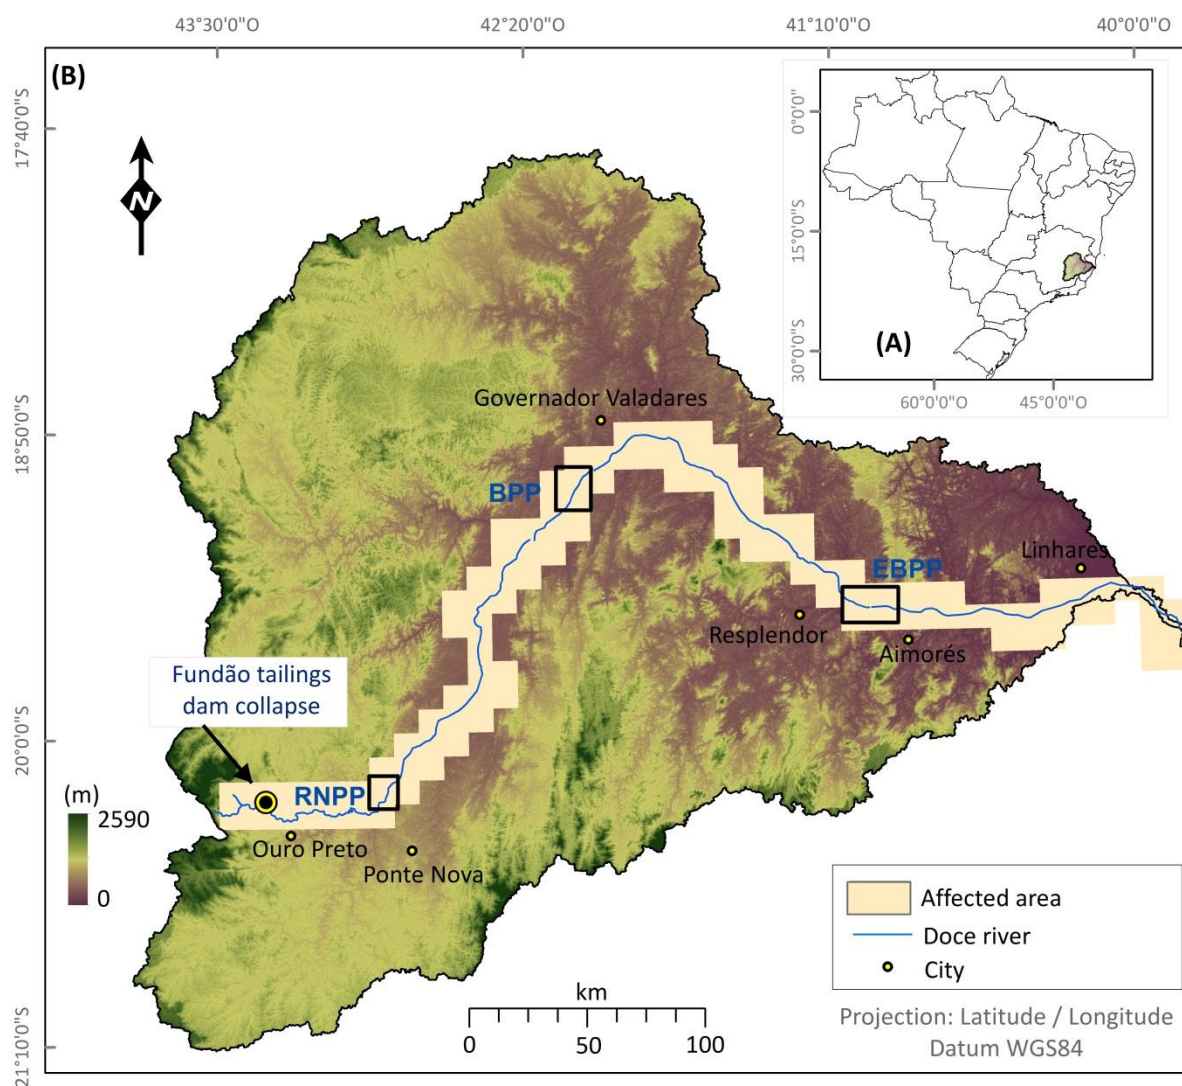 43°30'0"O
42°20'0"O
41°10'0"O
40°0'0"O
(B)
17°40'0"S
18°50'0"S
20°0'0"S
21°10'0"S
N
0°0'0"
15°0'0"S
30°0'0"S
(A)
60°0'0"O
45°0'0"O
Governador Valadares
BPP
EBPP
Linhares
Resplendor
Aimorés
Fundão tailings
dam collapse
RNPP
Ouro Preto
Ponte Nova
(m)
2590
0
Affected area
Doce river
City
km
0
50
100
Projection: Latitude / Longitude
Datum WGS84